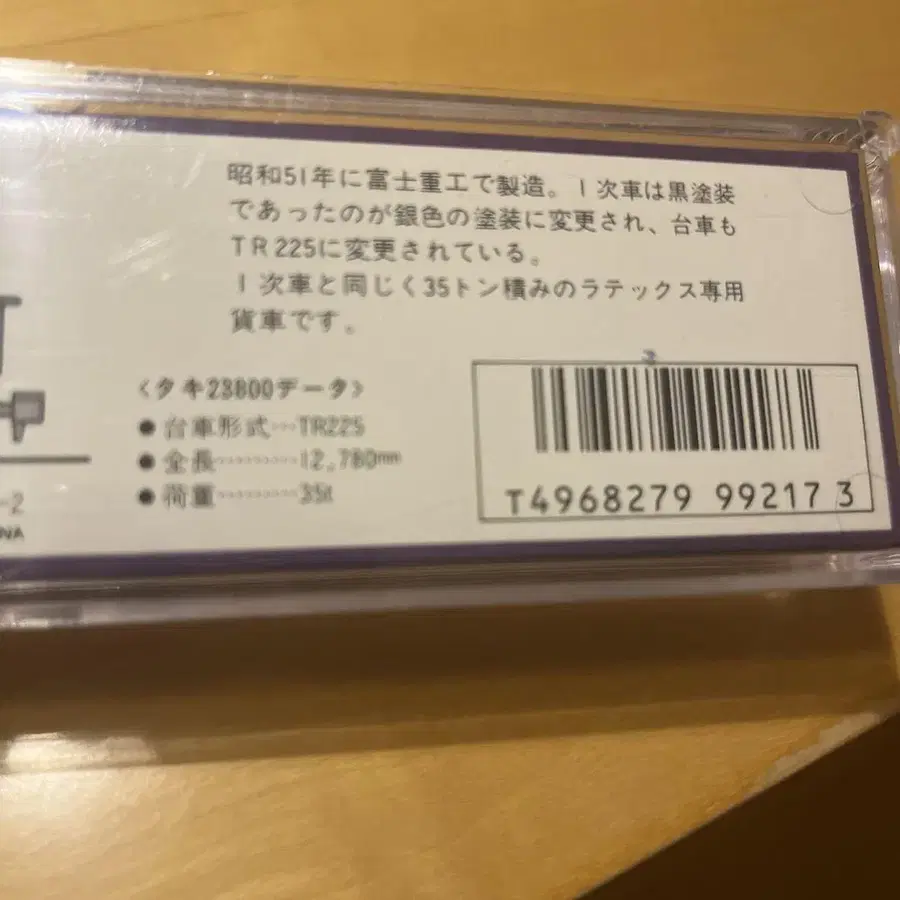 昭和51年に富士重工で製造。1次車は黒塗装
であったのが銀色の塗装に変更され、台車も
TR225に変更されている。
1次車と同じく35トン積みのラテックス専用
貨車です。
〈タキ23800データ〉
●台車形式…TR225
●全長………12,780mm
●荷重………35t
-2
NA
T4968279 99217 3